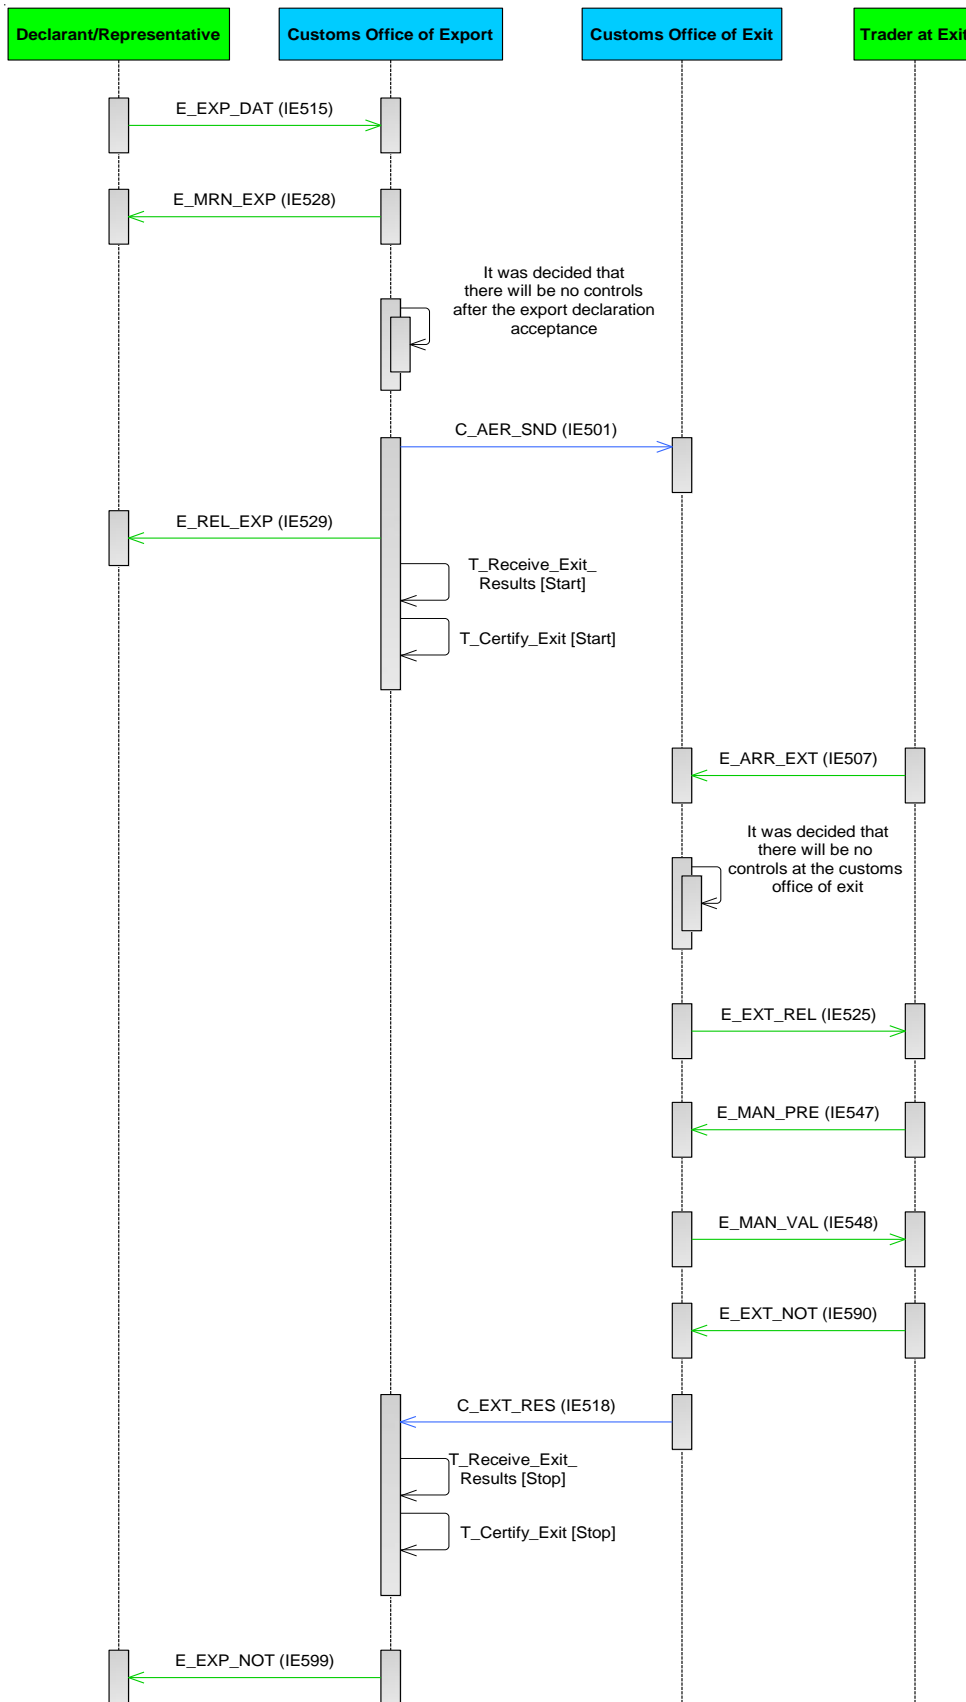 Declarant/Representative
Customs Office of Export
Customs Office of Exit
Trader at Exit
E_EXP_DAT (IE515)
E_MRN_EXP (IE528)
It was decided that
there will be no controls
after the export declaration
acceptance
C_AER_SND (IE501)
E_REL_EXP (IE529)
T_Receive_Exit_
Results [Start]
T_Certify_Exit [Start]
E_ARR_EXT (IE507)
It was decided that
there will be no
controls at the customs
office of exit
E_EXT_REL (IE525)
E_MAN_PRE (IE547)
E_MAN_VAL (IE548)
E_EXT_NOT (IE590)
C_EXT_RES (IE518)
T_Receive_Exit_
Results [Stop]
T_Certify_Exit [Stop]
E_EXP_NOT (IE599)